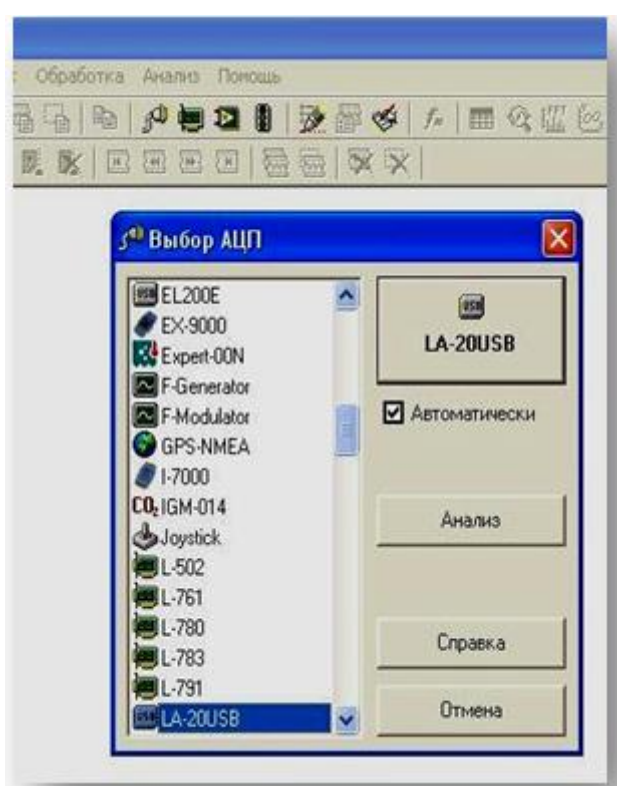 Обработка Анализ Помощь
Выбор АЦП
EL200E
EX-9000
Expert-00N
F-Generator
F-Modulator
GPS-NMEA
I-7000
CO₂ IGM-014
Joystick
L-502
L-761
L-780
L-783
L-791
LA-20USB
USB
LA-20USB
Автоматически
Анализ
Справка
Отмена